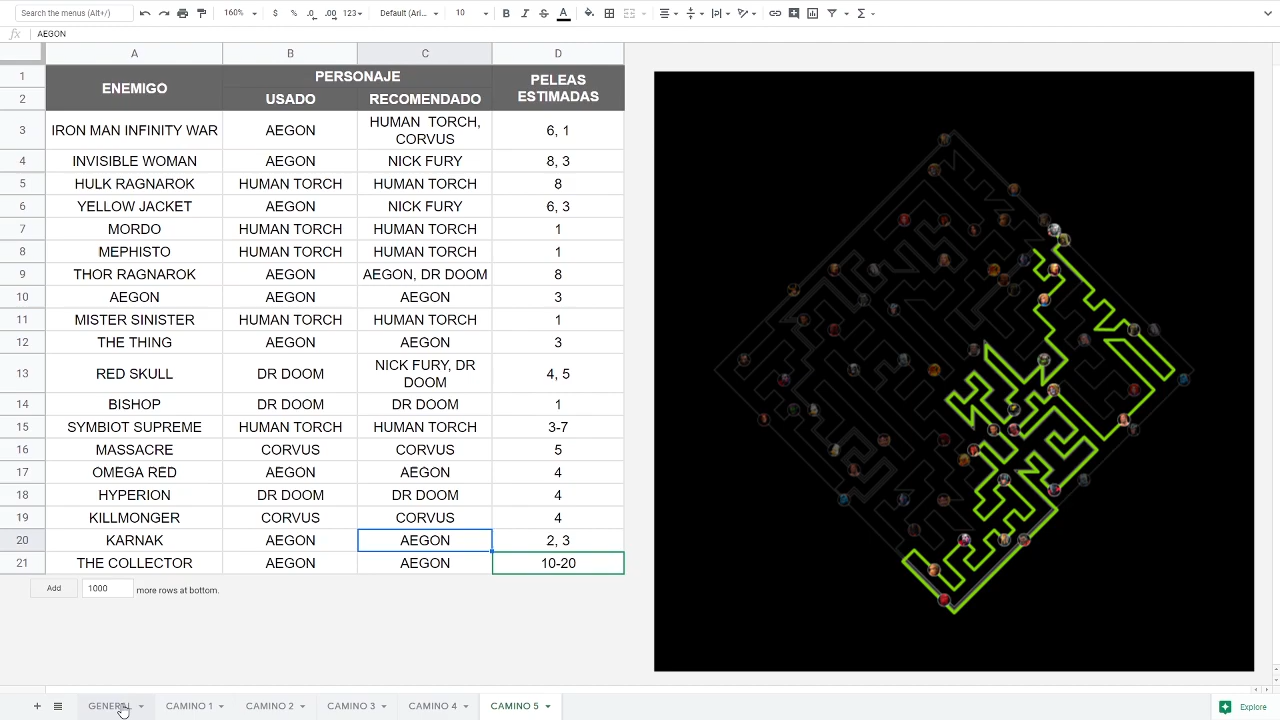 Search the menus (Alt+/)
160%
$ % .0 .00 123
Default (Ari...
10
B I S A
fx AEGON
A B C D
1 ENEMIGO PERSONAJE PELEAS ESTIMADAS
2 USADO RECOMENDADO
3 IRON MAN INFINITY WAR AEGON HUMAN TORCH, CORVUS 6, 1
4 INVISIBLE WOMAN AEGON NICK FURY 8, 3
5 HULK RAGNAROK HUMAN TORCH HUMAN TORCH 8
6 YELLOW JACKET AEGON NICK FURY 6, 3
7 MORDO HUMAN TORCH HUMAN TORCH 1
8 MEPHISTO HUMAN TORCH HUMAN TORCH 1
9 THOR RAGNAROK AEGON AEGON, DR DOOM 8
10 AEGON AEGON AEGON 3
11 MISTER SINISTER HUMAN TORCH HUMAN TORCH 1
12 THE THING AEGON AEGON 3
13 RED SKULL DR DOOM NICK FURY, DR DOOM 4, 5
14 BISHOP DR DOOM DR DOOM 1
15 SYMBIOT SUPREME HUMAN TORCH HUMAN TORCH 3-7
16 MASSACRE CORVUS CORVUS 5
17 OMEGA RED AEGON AEGON 4
18 HYPERION DR DOOM DR DOOM 4
19 KILLMONGER CORVUS CORVUS 4
20 KARNAK AEGON AEGON 2, 3
21 THE COLLECTOR AEGON AEGON 10-20
Add 1000 more rows at bottom.
GENERAL CAMINO 1 CAMINO 2 CAMINO 3 CAMINO 4 CAMINO 5
Explore